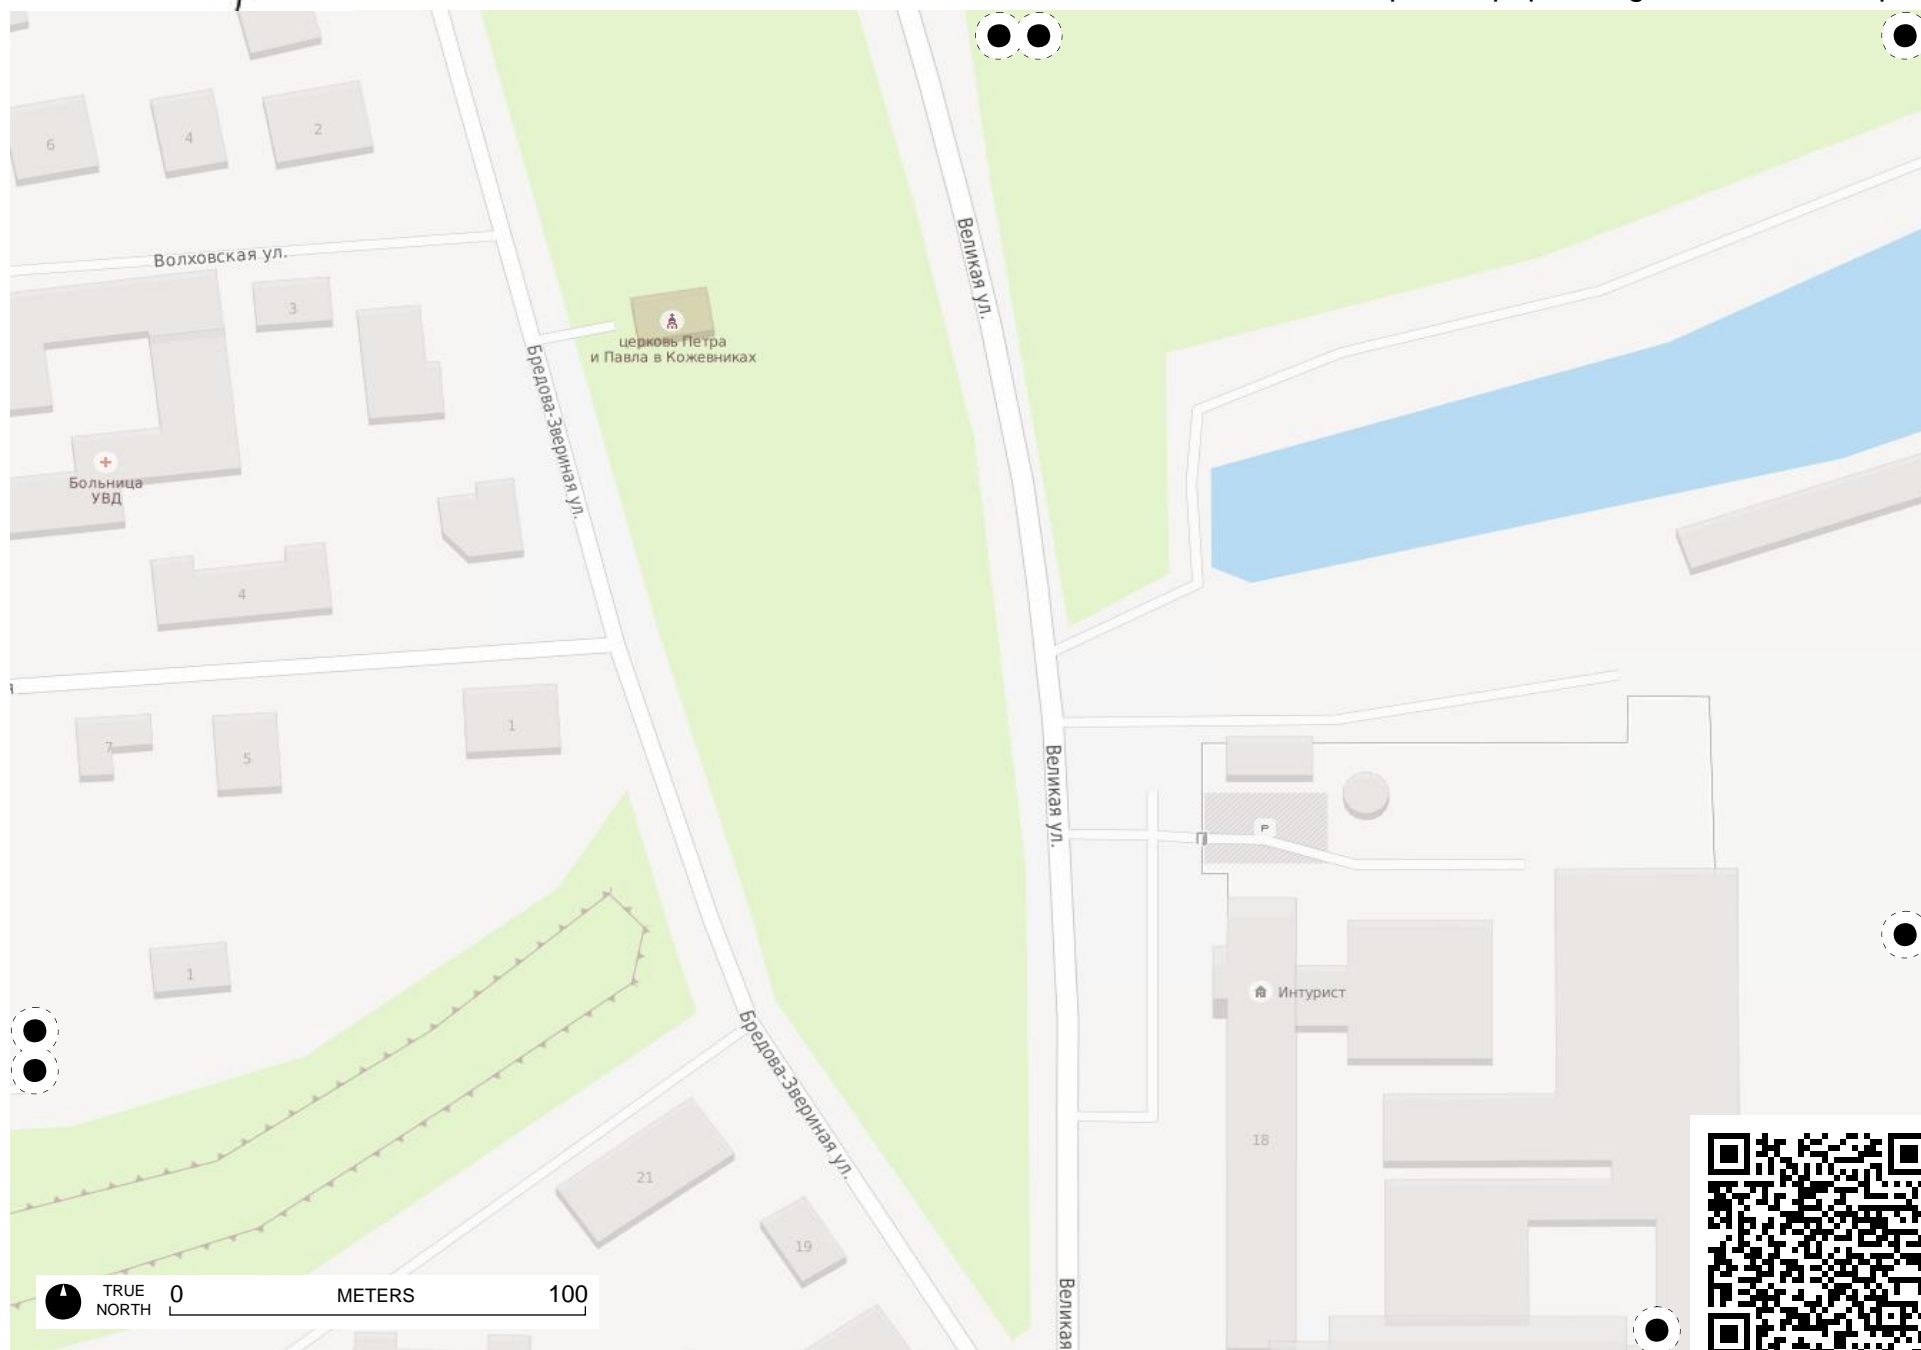 6
4
2
Волховская ул.
Великая ул.
3
церковь Петра
и Павла в Кожевниках
Бредова-Звериная ул.
Больница
УВД
4
1
7
5
Великая ул.
P
1
Интурист
Бредова-Звериная ул.
18
21
19
TRUE
NORTH
0 METERS 100
Великая